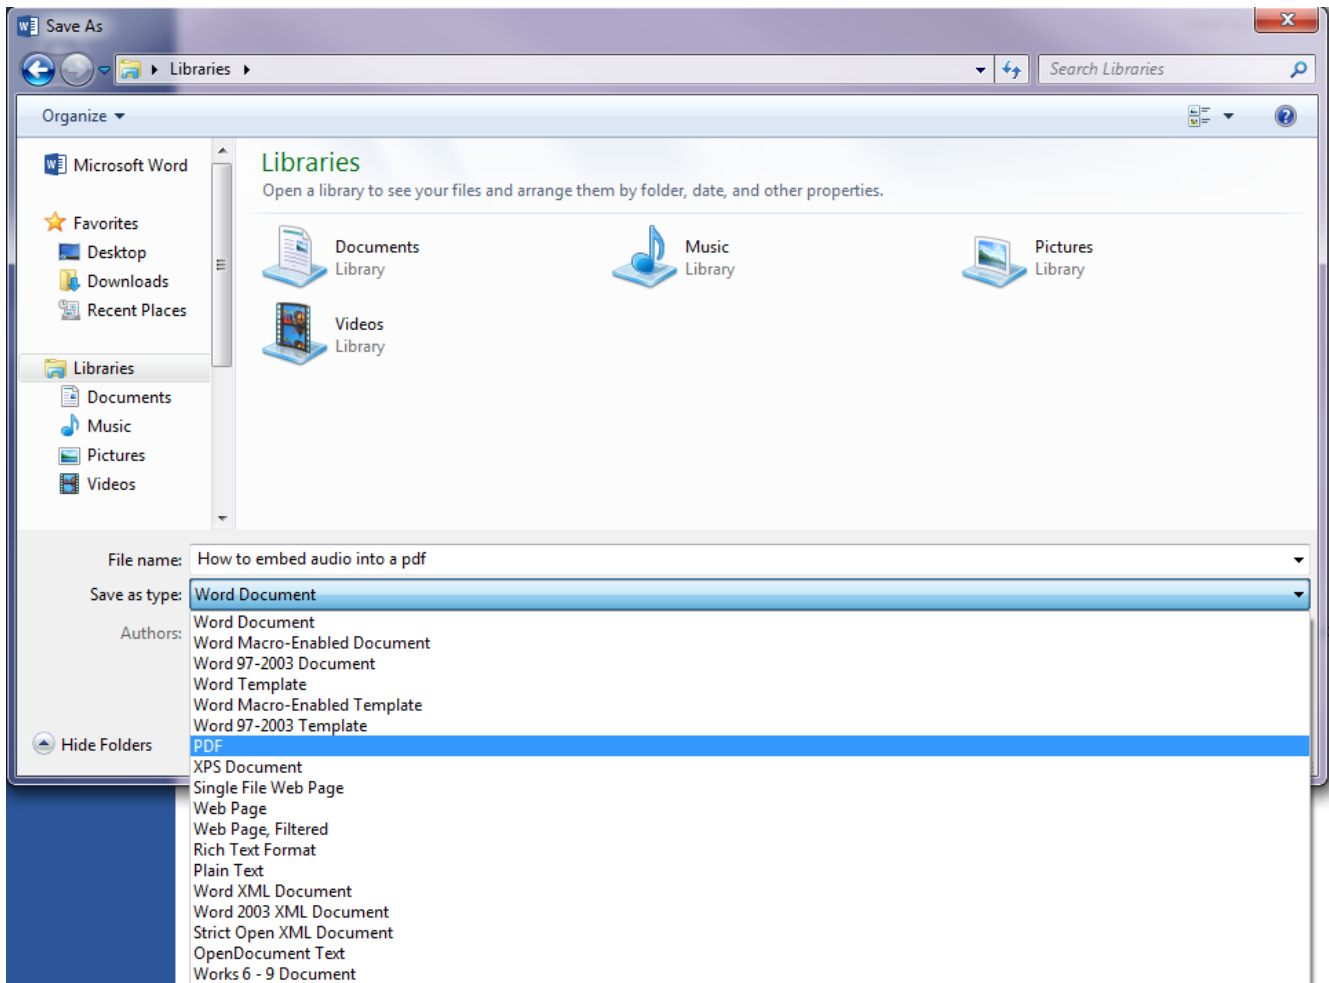 Save As
Libraries
Search Libraries
Organize
Microsoft Word
Favorites
Desktop
Downloads
Recent Places
Libraries
Documents
Music
Pictures
Videos
Libraries
Open a library to see your files and arrange them by folder, date, and other properties.
Documents
Library
Music
Library
Pictures
Library
Videos
Library
File name: How to embed audio into a pdf
Save as type: Word Document
Authors:
Word Document
Word Macro-Enabled Document
Word 97-2003 Document
Word Template
Word Macro-Enabled Template
Word 97-2003 Template
PDF
XPS Document
Single File Web Page
Web Page
Web Page, Filtered
Rich Text Format
Plain Text
Word XML Document
Word 2003 XML Document
Strict Open XML Document
OpenDocument Text
Works 6 - 9 Document
Hide Folders